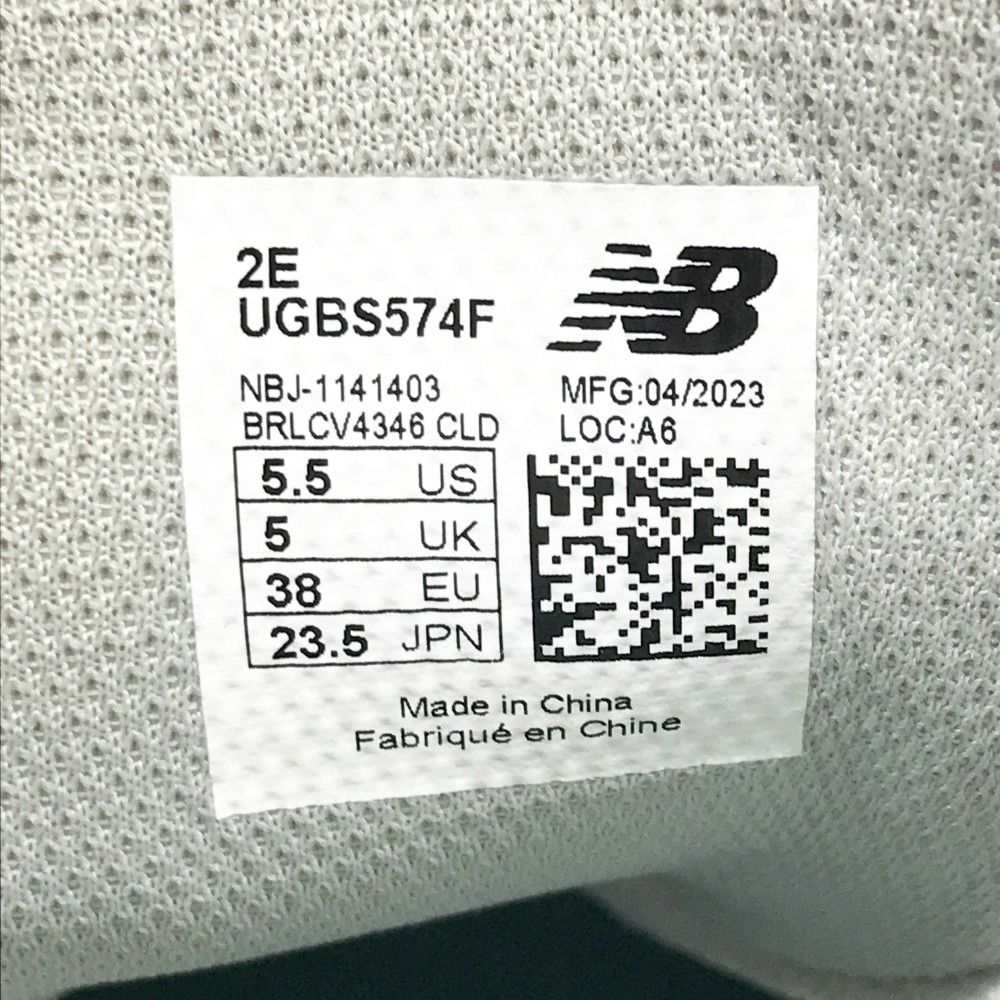 2E
UGBS574F
NB
NBJ-1141403
BRLCV4346 CLD
MFG:04/2023
LOC:A6
5.5 US
5 UK
38 EU
23.5 JPN
Made in China
Fabriqué en Chine